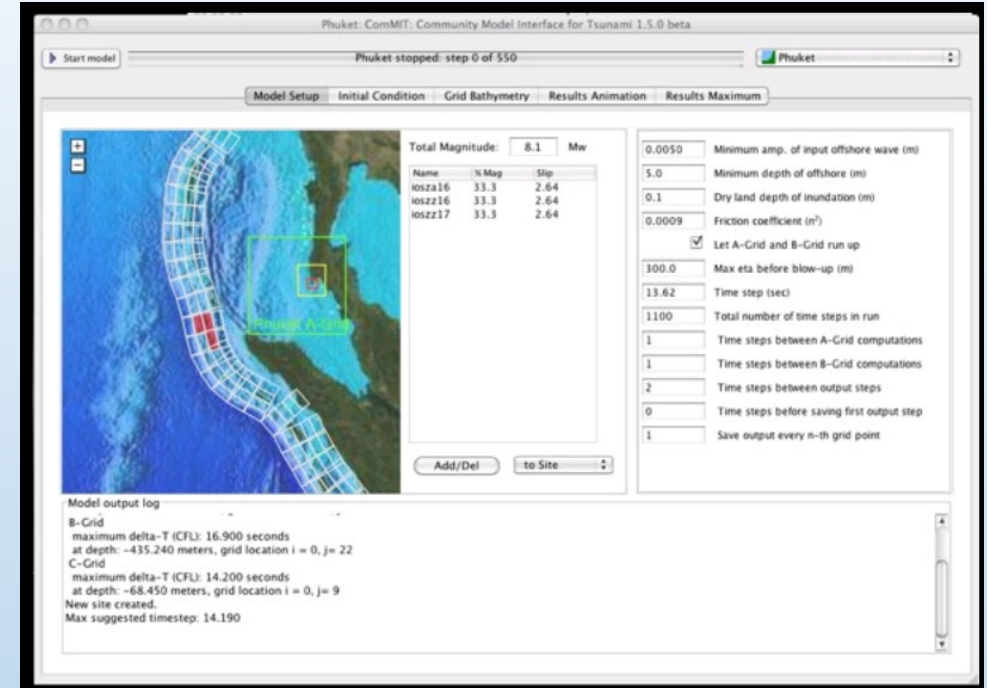 Phuket: ComMIT: Community Model Interface for Tsunami 1.5.0 beta
Start model
Phuket stopped: step 0 of 550
Phuket
Model Setup Initial Condition Grid Bathymetry Results Animation Results Maximum
+
−
Phuket A-Grid
Total Magnitude: 8.1 Mw
Name % Mag Slip
iosza16 33.3 2.64
ioszz16 33.3 2.64
ioszz17 33.3 2.64
Add/Del to Site
0.0050 Minimum amp. of input offshore wave (m)
5.0 Minimum depth of offshore (m)
0.1 Dry land depth of inundation (m)
0.0009 Friction coefficient (n²)
Let A-Grid and B-Grid run up
300.0 Max eta before blow-up (m)
13.62 Time step (sec)
1100 Total number of time steps in run
1 Time steps between A-Grid computations
1 Time steps between B-Grid computations
2 Time steps between output steps
0 Time steps before saving first output step
1 Save output every n-th grid point
Model output log
B-Grid
maximum delta-T (CFL): 16.900 seconds
at depth: -435.240 meters, grid location i = 0, j= 22
C-Grid
maximum delta-T (CFL): 14.200 seconds
at depth: -68.450 meters, grid location i = 0, j= 9
New site created.
Max suggested timestep: 14.190